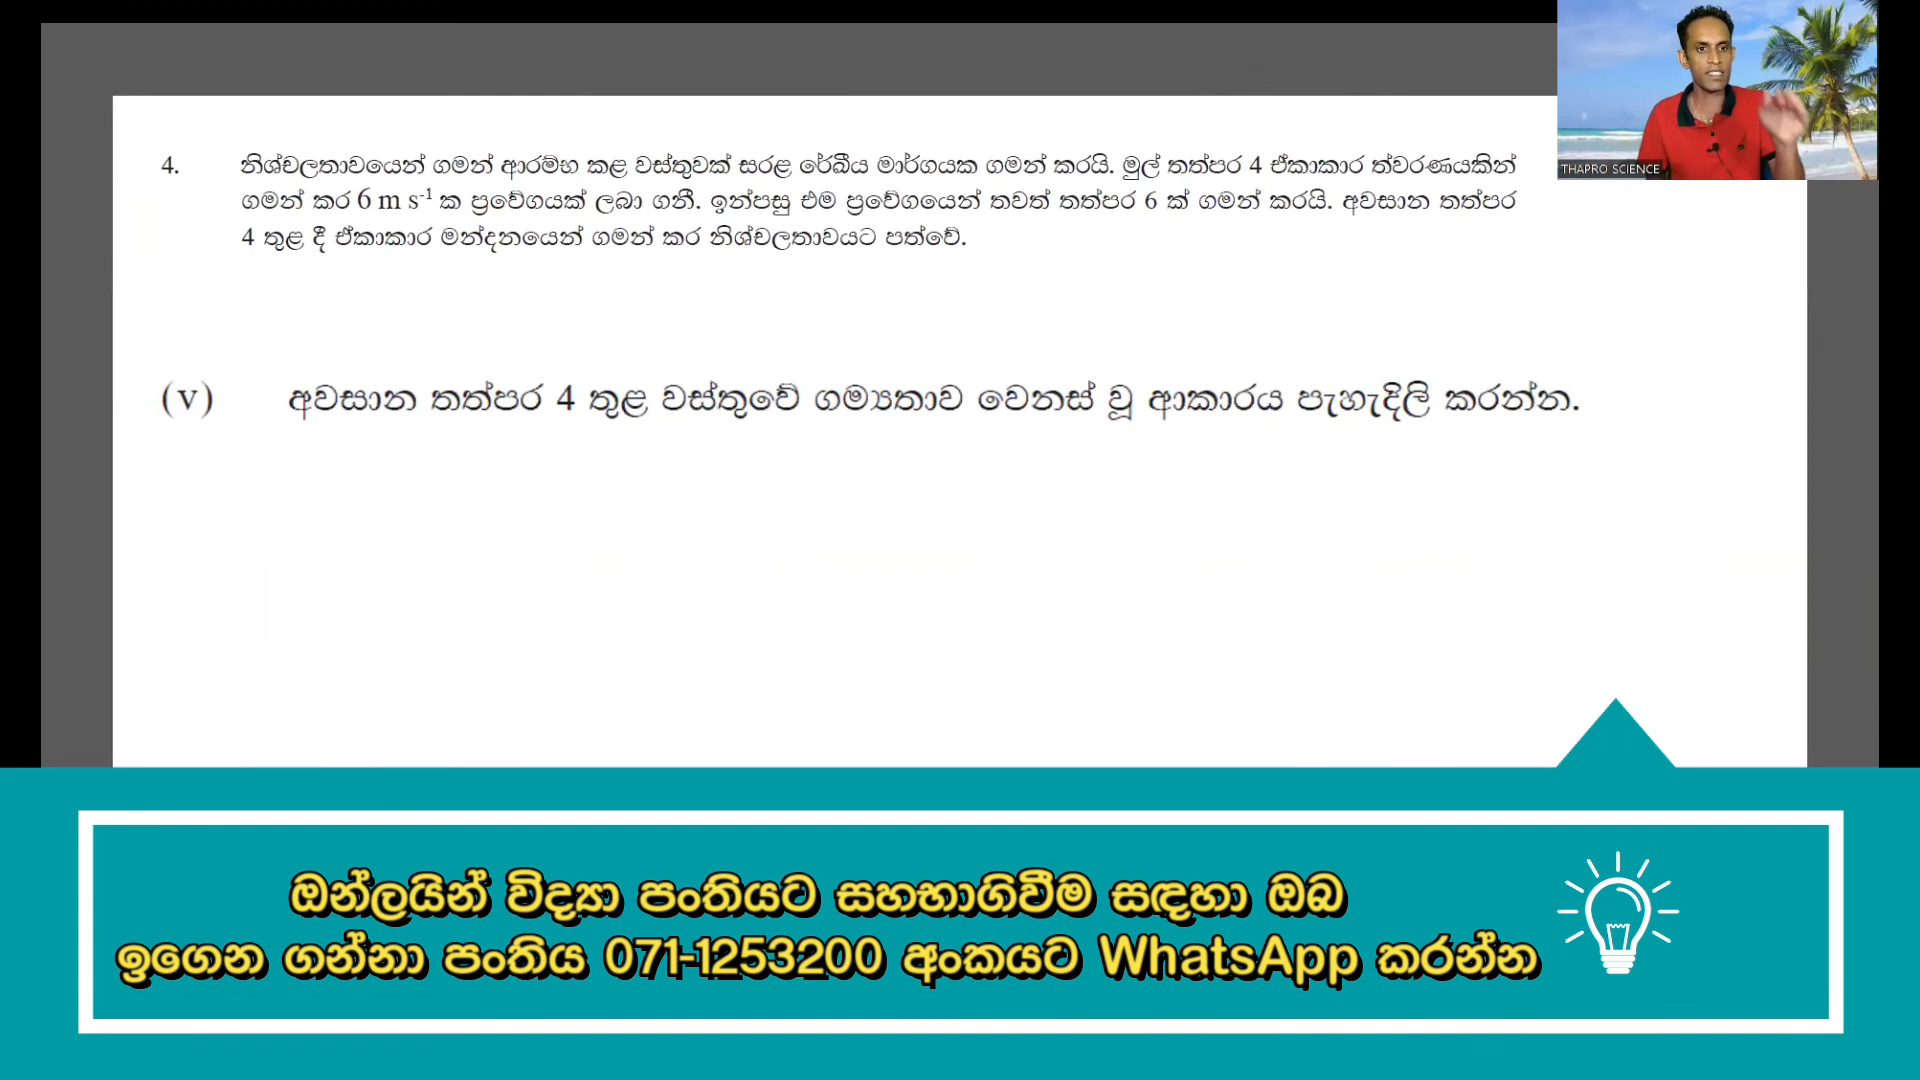 THAPRO SCIENCE
4. නිශ්චලතාවයෙන් ගමන් ආරම්භ කළ වස්තුවක් සරළ රේඛීය මාර්ගයක ගමන් කරයි. මුල් තත්පර 4 ඒකාකාර ත්වරණයකින්
ගමන් කර 6 m s⁻¹ ක ප්‍රවේගයක් ලබා ගනී. ඉන්පසු එම ප්‍රවේගයෙන් තවත් තත්පර 6 ක් ගමන් කරයි. අවසාන තත්පර
4 තුළ දී ඒකාකාර මන්දනයෙන් ගමන් කර නිශ්චලතාවයට පත්වේ.
(v) අවසාන තත්පර 4 තුළ වස්තුවේ ගම්‍යතාව වෙනස් වූ ආකාරය පැහැදිලි කරන්න.
ඔන්ලයින් විද්‍යා පංතියට සහභාගිවීම සඳහා ඔබ
ඉගෙන ගන්නා පංතිය 071-1253200 අංකයට WhatsApp කරන්න